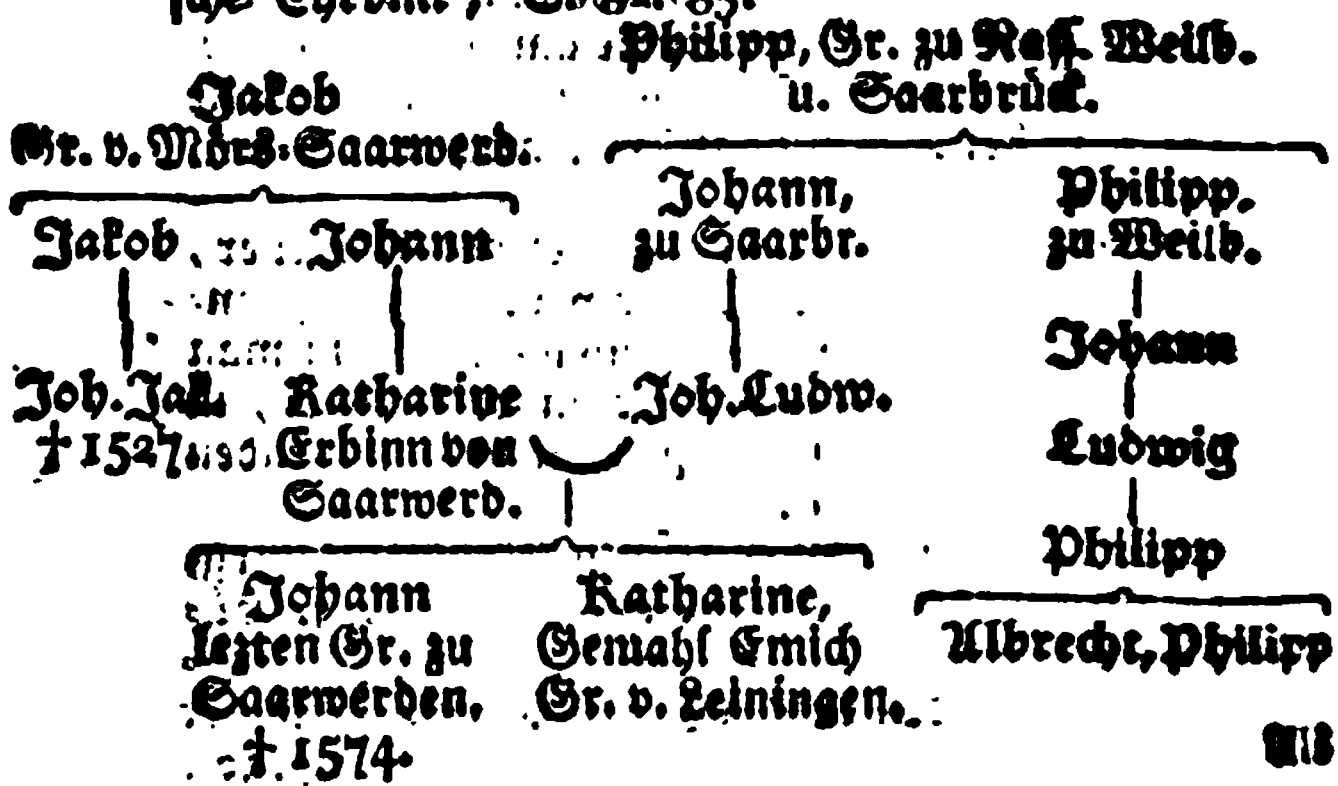 Philipp, Gr. zu Nass. Weilb.
u. Saarbrück.
Jakob
Gr. v. Mörs-Saarwerd.
Johann,
zu Saarbr.
Philipp.
zu Weilb.
Jakob
Johann
Johann
Joh. Jak.
† 1527
Katharine
Erbinn von
Saarwerd.
Joh. Ludw.
Ludwig
Philipp
Johann
lezten Gr. zu
Saarwerden.
† 1574.
Katharine,
Gemahl Emich
Gr. v. Leiningen.
Albrecht, Philipp